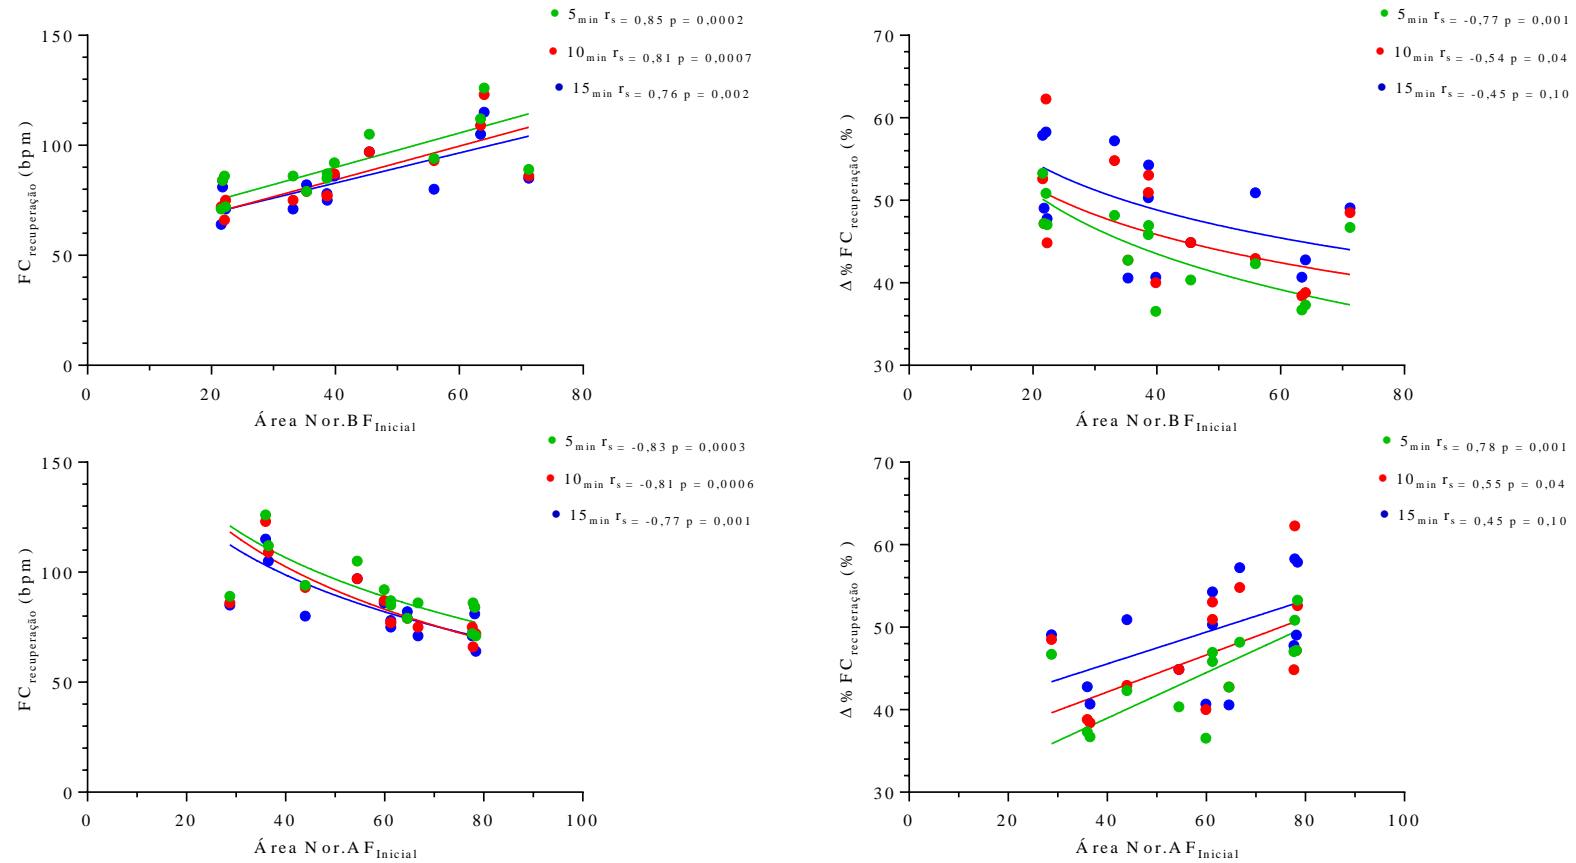 5min rs = 0,85 p = 0,0002
10min rs = 0,81 p = 0,0007
15min rs = 0,76 p = 0,002
150
100
50
0
FCrecuperação (bpm)
0 20 40 60 80
Área Nor.BFInicial
5min rs = -0,77 p = 0,001
10min rs = -0,54 p = 0,04
15min rs = -0,45 p = 0,10
70
60
50
40
30
Δ% FCrecuperação (%)
0 20 40 60 80
Área Nor.BFInicial
5min rs = -0,83 p = 0,0003
10min rs = -0,81 p = 0,0006
15min rs = -0,77 p = 0,001
150
100
50
0
FCrecuperação (bpm)
0 20 40 60 80 100
Área Nor.AFInicial
5min rs = 0,78 p = 0,001
10min rs = 0,55 p = 0,04
15min rs = 0,45 p = 0,10
70
60
50
40
30
Δ% FCrecuperação (%)
0 20 40 60 80 100
Área Nor.AFInicial